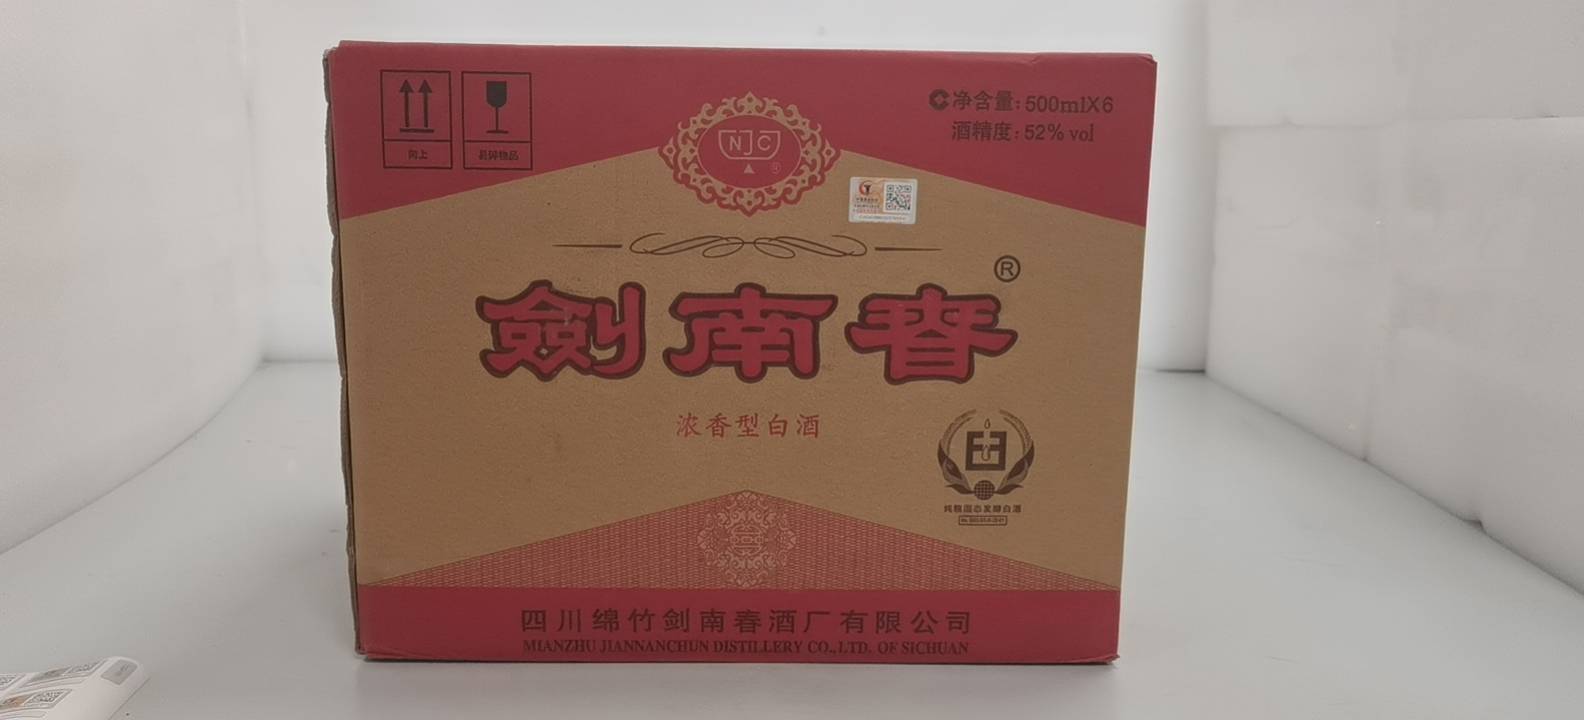 向上
易碎物品
NJC
®
净含量:500mlX6
酒精度:52%vol
®
劍南春
浓香型白酒
纯粮固态发酵白酒
四川绵竹剑南春酒厂有限公司
MIANZHU JIANNANCHUN DISTILLERY CO.,LTD. OF SICHUAN